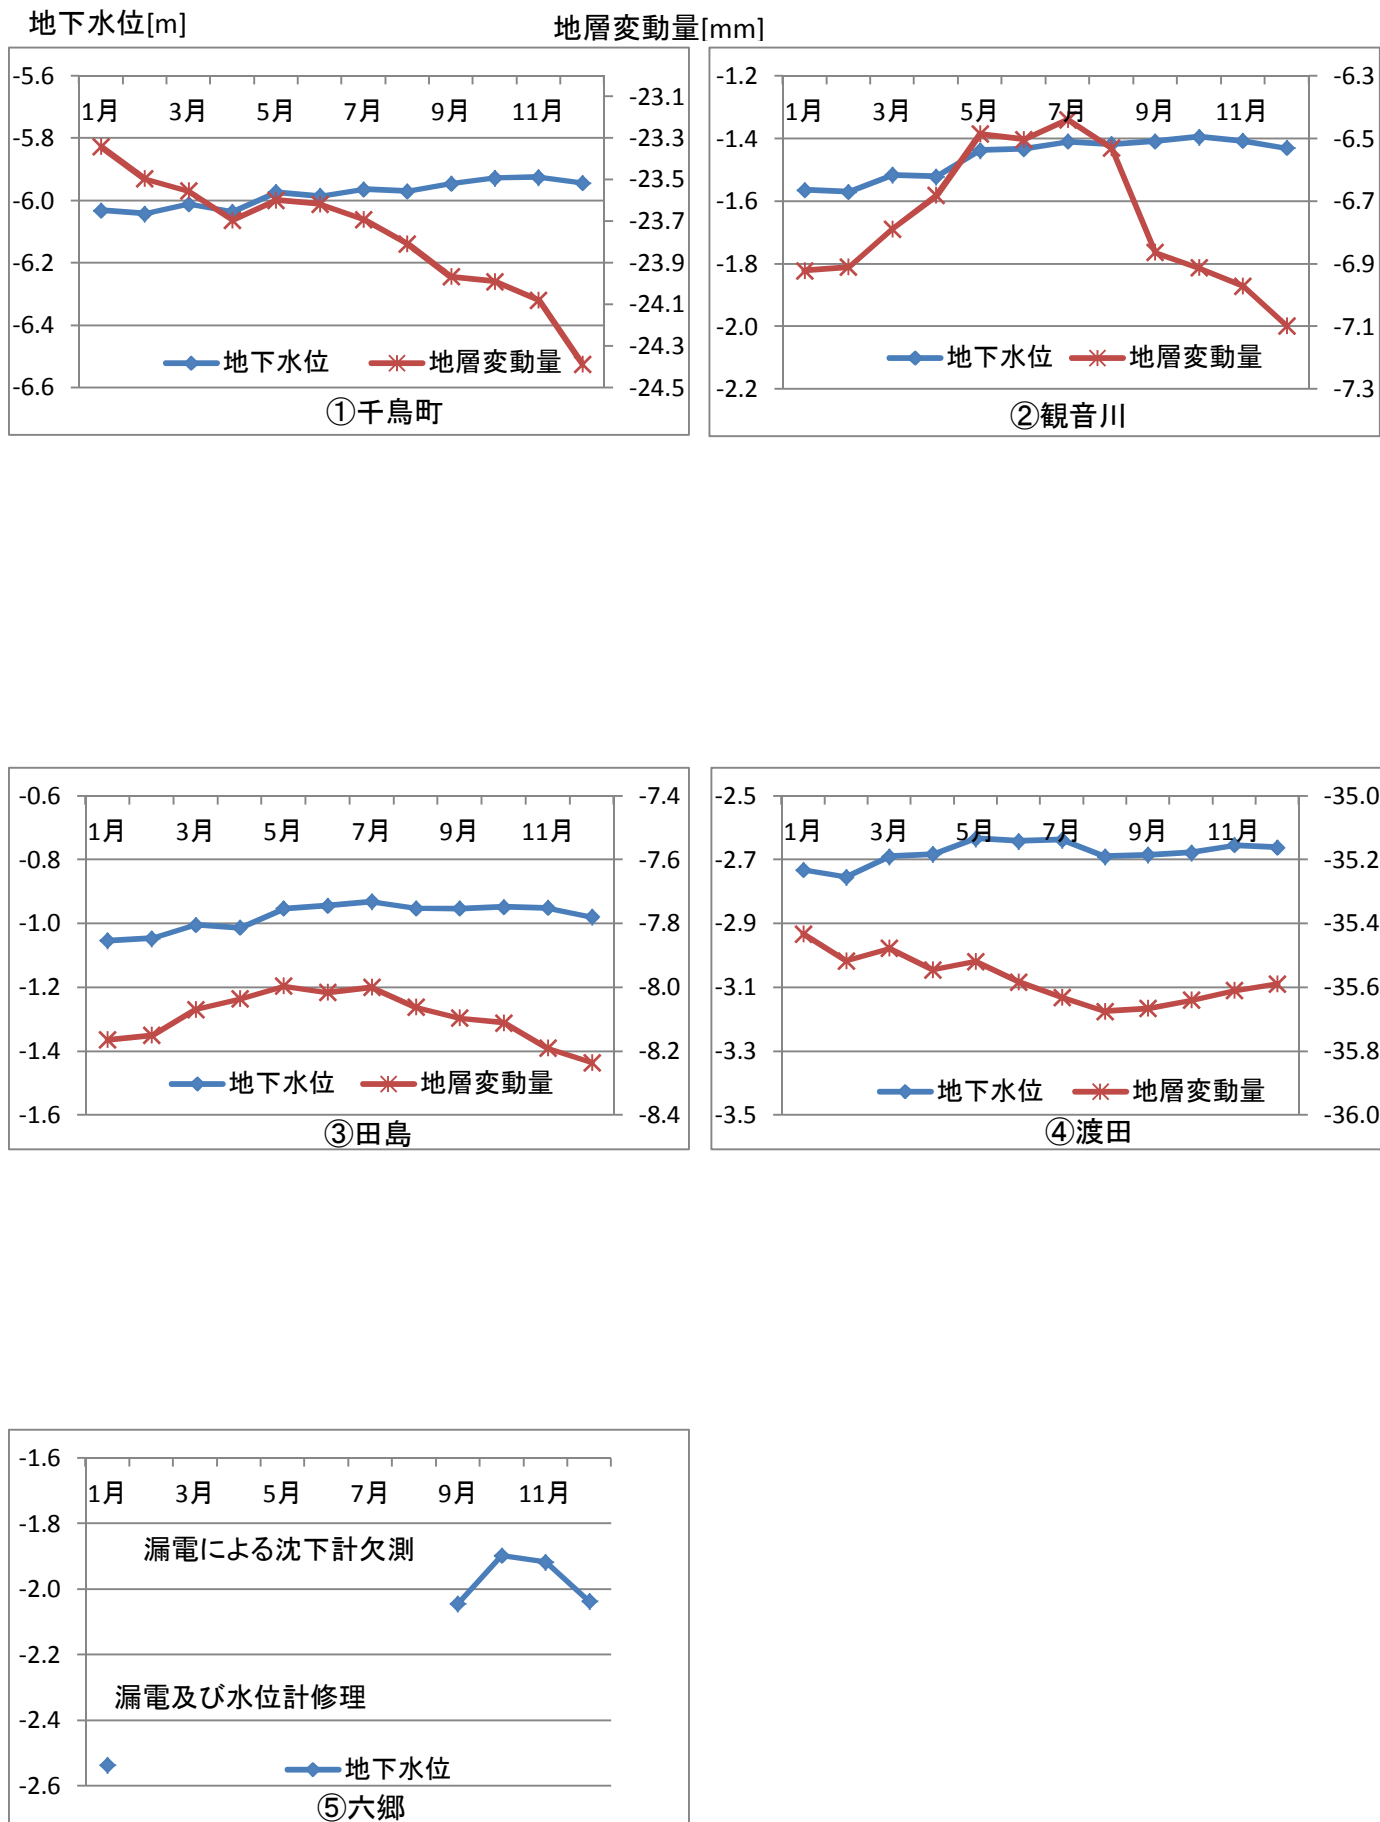 地下水位[m]
地層変動量[mm]
-5.6
-5.8
-6.0
-6.2
-6.4
-6.6
1月 3月 5月 7月 9月 11月
-23.1
-23.3
-23.5
-23.7
-23.9
-24.1
-24.3
-24.5
地下水位 地層変動量
①千鳥町
-1.2
-1.4
-1.6
-1.8
-2.0
-2.2
1月 3月 5月 7月 9月 11月
-6.3
-6.5
-6.7
-6.9
-7.1
-7.3
地下水位 地層変動量
②観音川
-0.6
-0.8
-1.0
-1.2
-1.4
-1.6
1月 3月 5月 7月 9月 11月
-7.4
-7.6
-7.8
-8.0
-8.2
-8.4
地下水位 地層変動量
③田島
-2.5
-2.7
-2.9
-3.1
-3.3
-3.5
1月 3月 5月 7月 9月 11月
-35.0
-35.2
-35.4
-35.6
-35.8
-36.0
地下水位 地層変動量
④渡田
-1.6
-1.8
-2.0
-2.2
-2.4
-2.6
1月 3月 5月 7月 9月 11月
漏電による沈下計欠測
漏電及び水位計修理
地下水位
⑤六郷